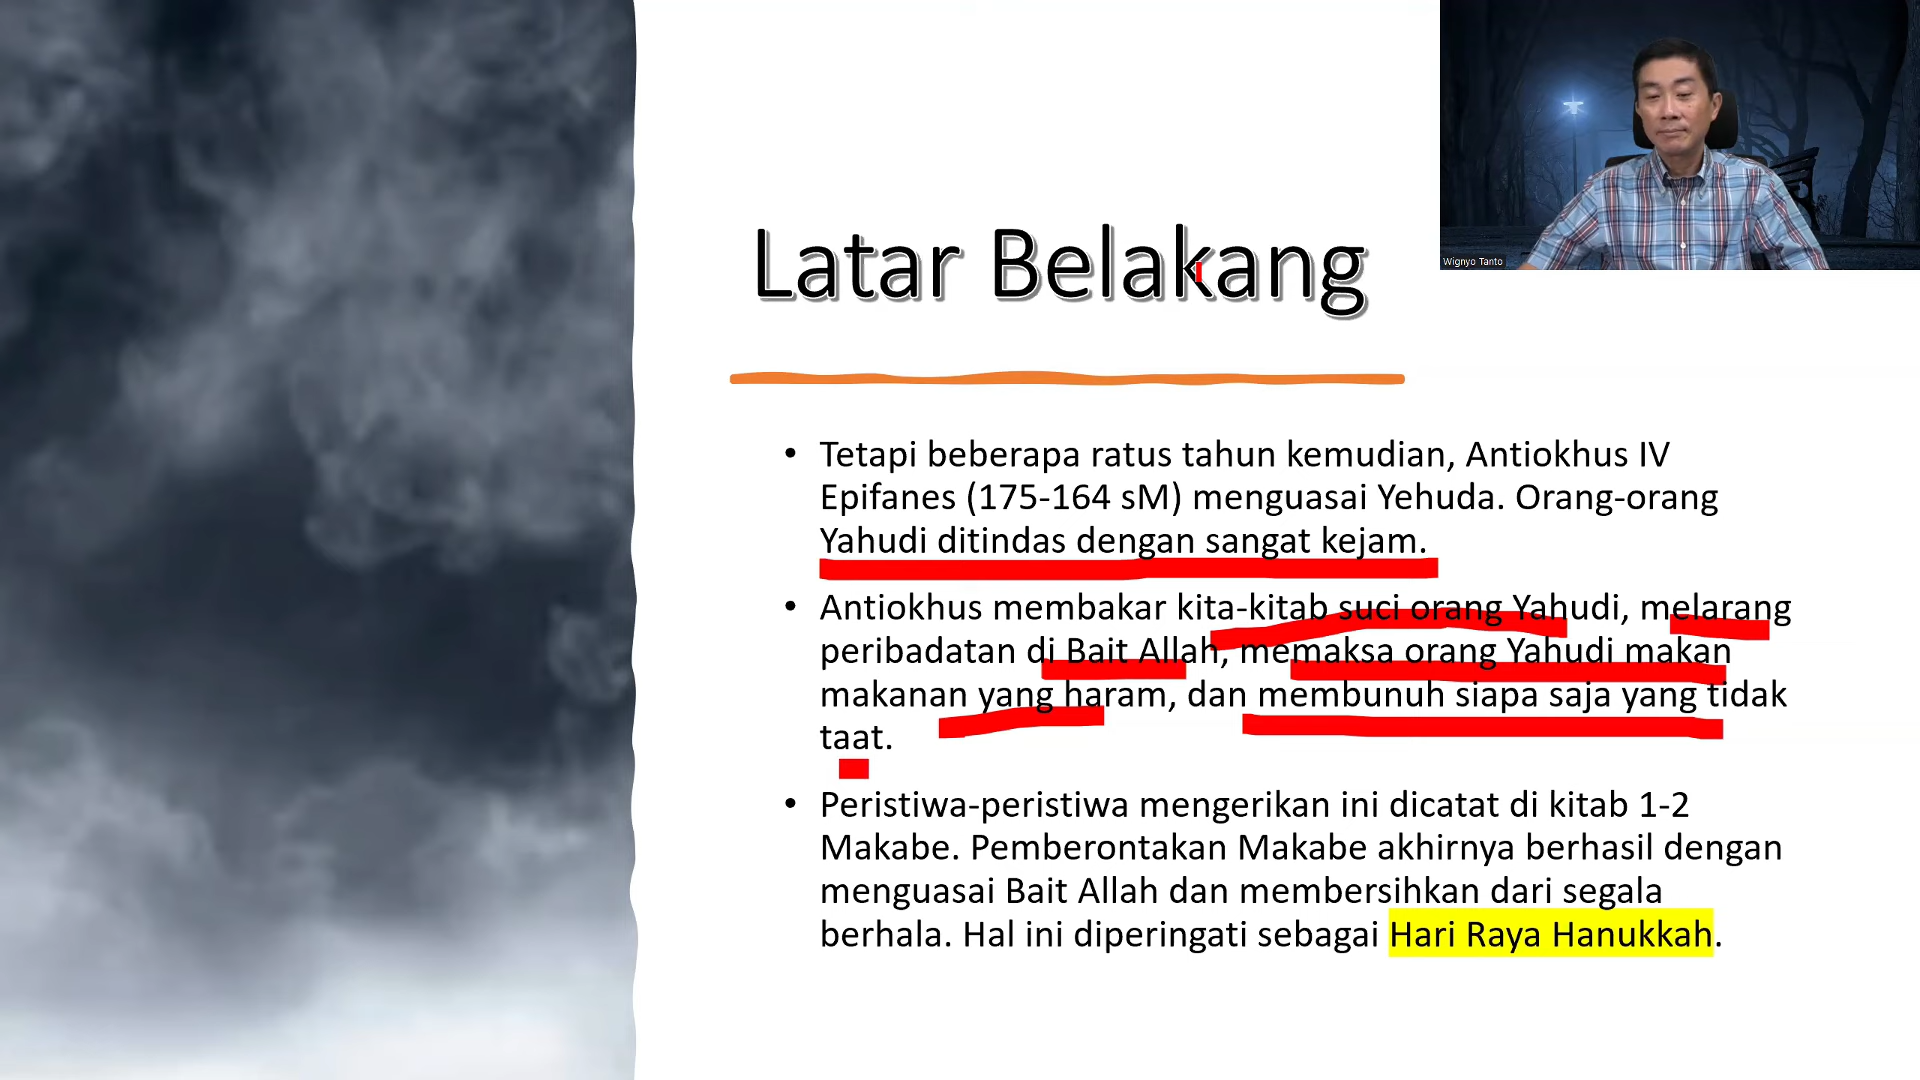 Latar Belakang
Wignyo Tanto
• Tetapi beberapa ratus tahun kemudian, Antiokhus IV
Epifanes (175-164 sM) menguasai Yehuda. Orang-orang
Yahudi ditindas dengan sangat kejam.
• Antiokhus membakar kita-kitab suci orang Yahudi, melarang
peribadatan di Bait Allah, memaksa orang Yahudi makan
makanan yang haram, dan membunuh siapa saja yang tidak
taat.
• Peristiwa-peristiwa mengerikan ini dicatat di kitab 1-2
Makabe. Pemberontakan Makabe akhirnya berhasil dengan
menguasai Bait Allah dan membersihkan dari segala
berhala. Hal ini diperingati sebagai Hari Raya Hanukkah.